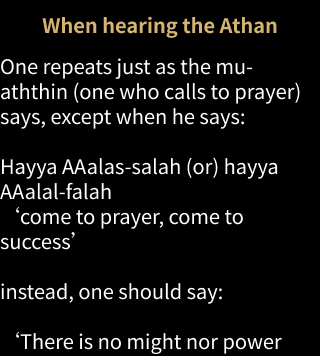 When hearing the Athan
One repeats just as the mu-
aththin (one who calls to prayer)
says, except when he says:
Hayya AAalas-salah (or) hayya
AAalal-falah
‘come to prayer, come to
success’
instead, one should say:
‘There is no might nor power